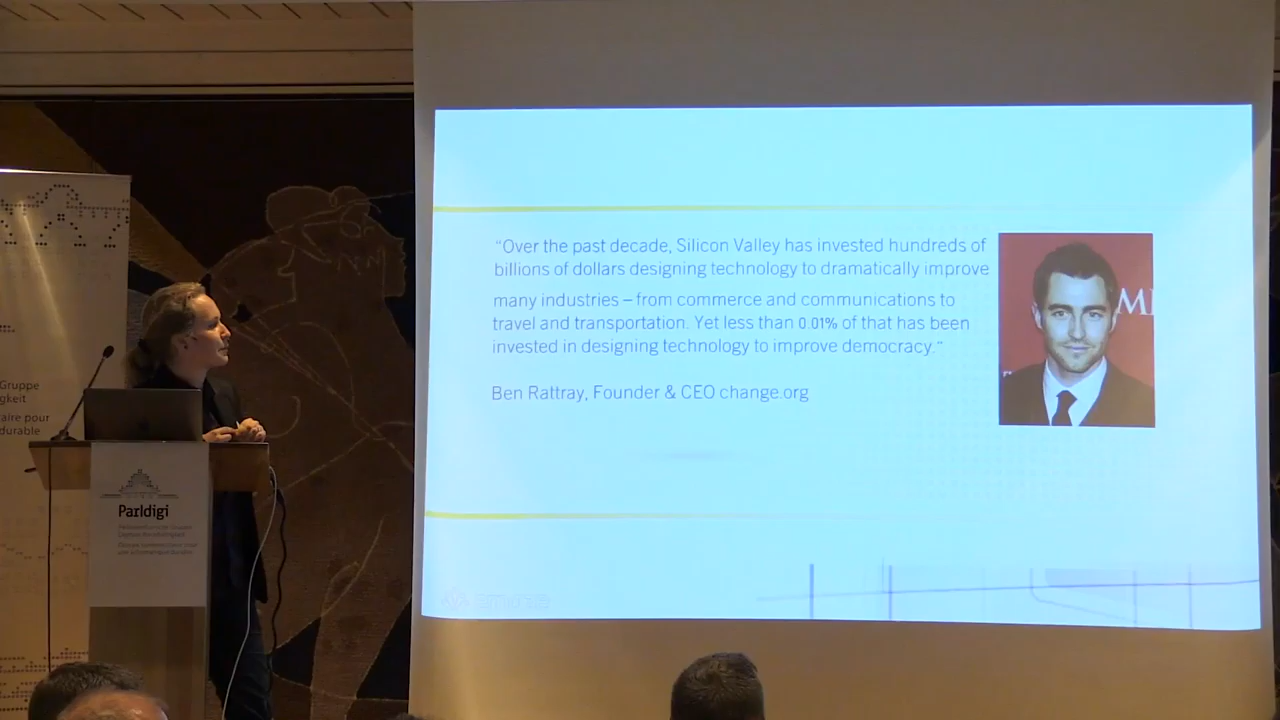 “Over the past decade, Silicon Valley has invested hundreds of
billions of dollars designing technology to dramatically improve
many industries – from commerce and communications to
travel and transportation. Yet less than 0.01% of that has been
invested in designing technology to improve democracy.”
Ben Rattray, Founder & CEO change.org
Gruppe
gkeit
aire pour
durable
Parldigi